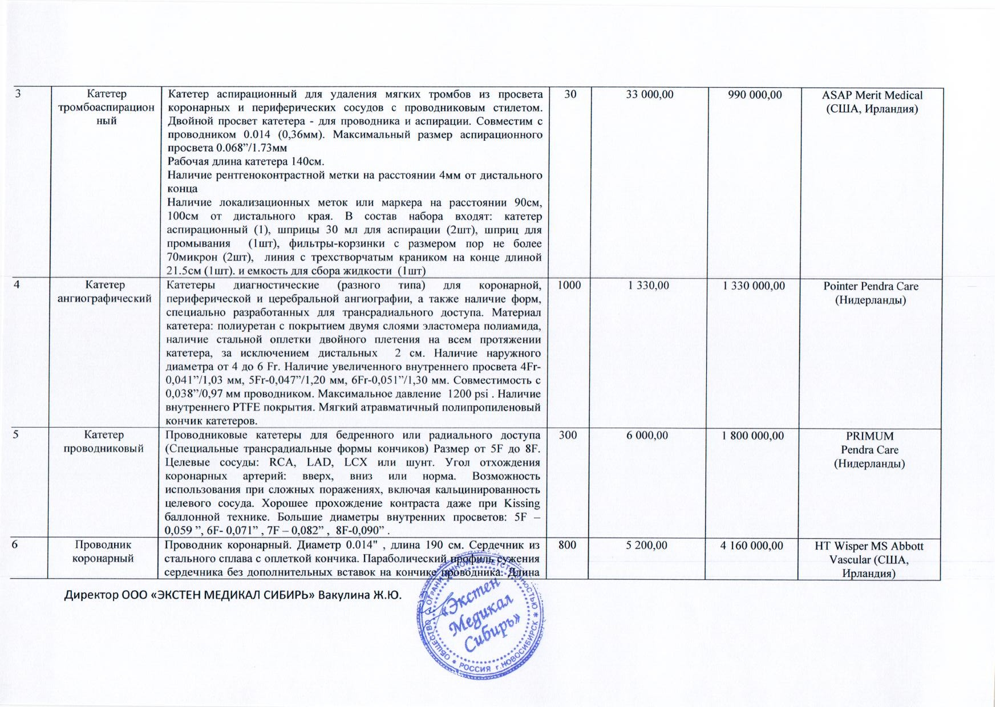 3
Катетер
тромбоаспирацион
ный
Катетер аспирационный для удаления мягких тромбов из просвета
коронарных и периферических сосудов с проводниковым стилетом.
Двойной просвет катетера - для проводника и аспирации. Совместим с
проводником 0.014 (0,36мм). Максимальный размер аспирационного
просвета 0.068”/1.73мм
Рабочая длина катетера 140см.
Наличие рентгеноконтрастной метки на расстоянии 4мм от дистального
конца
Наличие локализационных меток или маркера на расстоянии 90см,
100см от дистального края. В состав набора входят: катетер
аспирационный (1), шприцы 30 мл для аспирации (2шт), шприц для
промывания (1шт), фильтры-корзинки с размером пор не более
70микрон (2шт), линия с трехстворчатым краником на конце длиной
21.5см (1шт). и емкость для сбора жидкости (1шт)
30
33 000,00
990 000,00
ASAP Merit Medical
(США, Ирландия)
4
Катетер
ангиографический
Катетеры диагностические (разного типа) для коронарной,
периферической и церебральной ангиографии, а также наличие форм,
специально разработанных для трансрадиального доступа. Материал
катетера: полиуретан с покрытием двумя слоями эластомера полиамида,
наличие стальной оплетки двойного плетения на всем протяжении
катетера, за исключением дистальных 2 см. Наличие наружного
диаметра от 4 до 6 Fr. Наличие увеличенного внутреннего просвета 4Fr-
0,041”/1,03 мм, 5Fr-0,047”/1,20 мм, 6Fr-0,051”/1,30 мм. Совместимость с
0,038”/0,97 мм проводником. Максимальное давление 1200 psi . Наличие
внутреннего PTFE покрытия. Мягкий атравматичный полипропиленовый
кончик катетеров.
1000
1 330,00
1 330 000,00
Pointer Pendra Care
(Нидерланды)
5
Катетер
проводниковый
Проводниковые катетеры для бедренного или радиального доступа
(Специальные трансрадиальные формы кончиков) Размер от 5F до 8F.
Целевые сосуды: RCA, LAD, LCX или шунт. Угол отхождения
коронарных артерий: вверх, вниз или норма. Возможность
использования при сложных поражениях, включая кальцинированность
целевого сосуда. Хорошее прохождение контраста даже при Kissing
баллонной технике. Большие диаметры внутренних просветов: 5F –
0,059 ”, 6F- 0,071” , 7F – 0,082” , 8F-0,090” .
300
6 000,00
1 800 000,00
PRIMUM
Pendra Care
(Нидерланды)
6
Проводник
коронарный
Проводник коронарный. Диаметр 0.014" , длина 190 см. Сердечник из
стального сплава с оплеткой кончика. Параболический профиль сужения
сердечника без дополнительных вставок на кончике проводника. Длина
800
5 200,00
4 160 000,00
HT Wisper MS Abbott
Vascular (США,
Ирландия)
Директор ООО «ЭКСТЕН МЕДИКАЛ СИБИРЬ» Вакулина Ж.Ю.
ОБЩЕСТВО С ОГРАНИЧЕННОЙ ОТВЕТСТВЕННОСТЬЮ * РОССИЯ г.НОВОСИБИРСК *
«Экстен
Медикал
Сибирь»